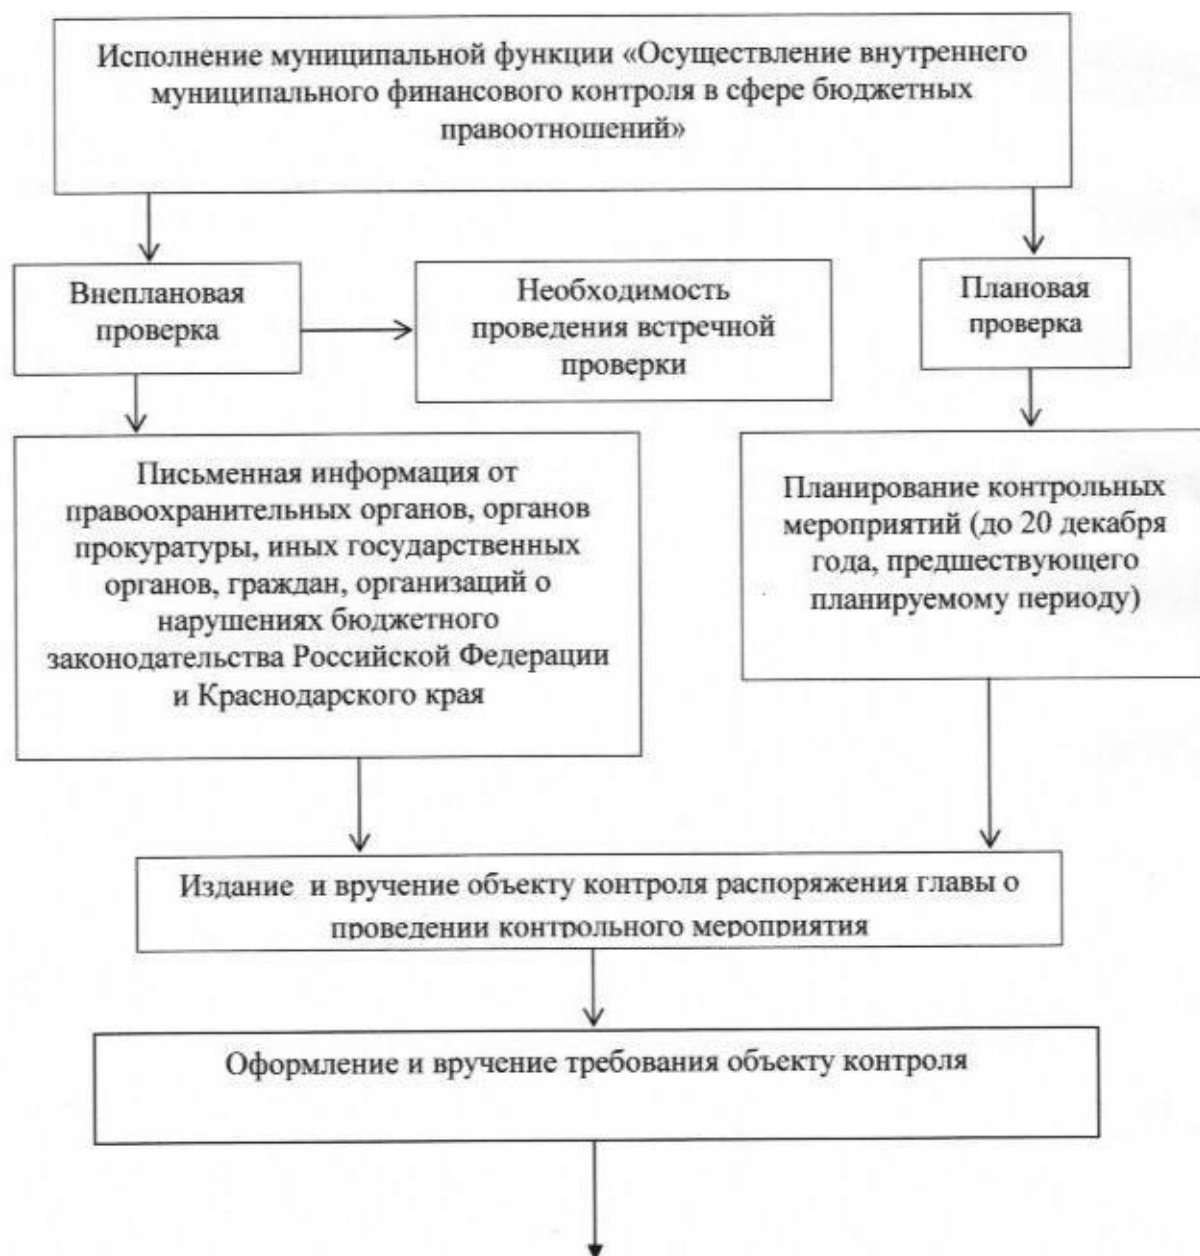 Исполнение муниципальной функции «Осуществление внутреннего
муниципального финансового контроля в сфере бюджетных
правоотношений»
Внеплановая
проверка
Необходимость
проведения встречной
проверки
Плановая
проверка
Письменная информация от
правоохранительных органов, органов
прокуратуры, иных государственных
органов, граждан, организаций о
нарушениях бюджетного
законодательства Российской Федерации
и Краснодарского края
Планирование контрольных
мероприятий (до 20 декабря
года, предшествующего
планируемому периоду)
Издание и вручение объекту контроля распоряжения главы о
проведении контрольного мероприятия
Оформление и вручение требования объекту контроля